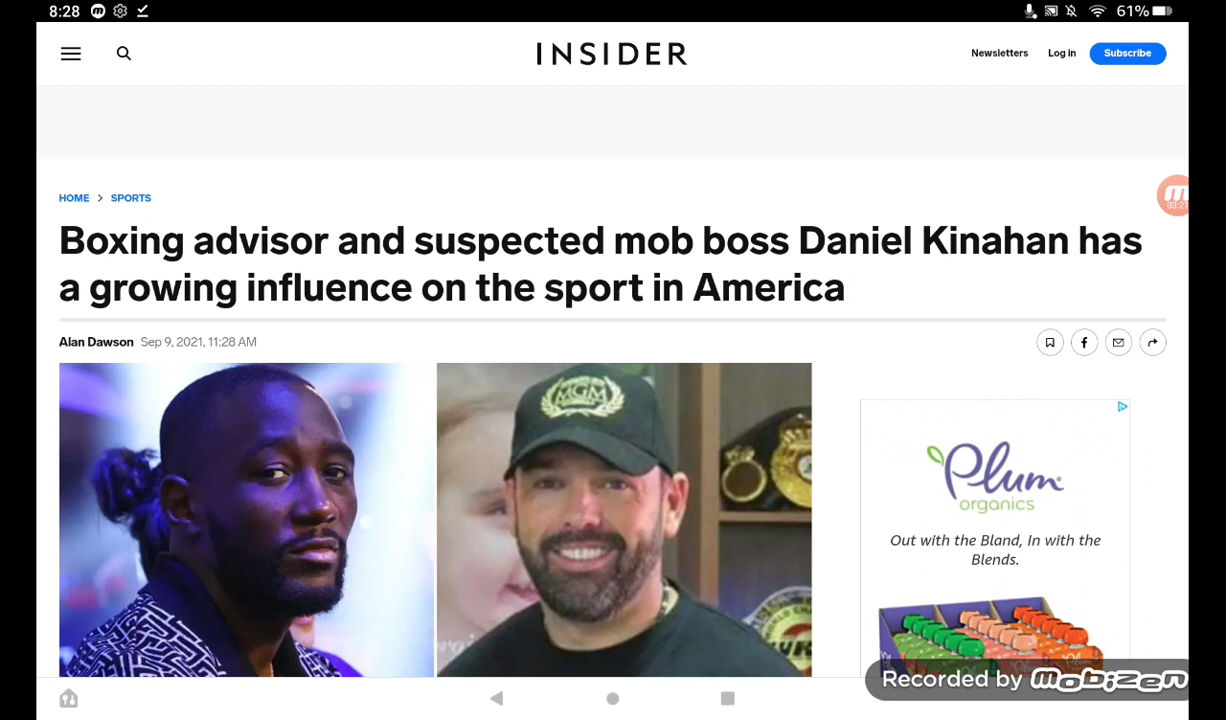 8:28
61%
INSIDER
Newsletters
Log in
Subscribe
03:21
HOME > SPORTS
Boxing advisor and suspected mob boss Daniel Kinahan has
a growing influence on the sport in America
Alan Dawson Sep 9, 2021, 11:28 AM
MGM
Plum
organics
Out with the Bland, In with the
Blends.
Recorded by mobizen